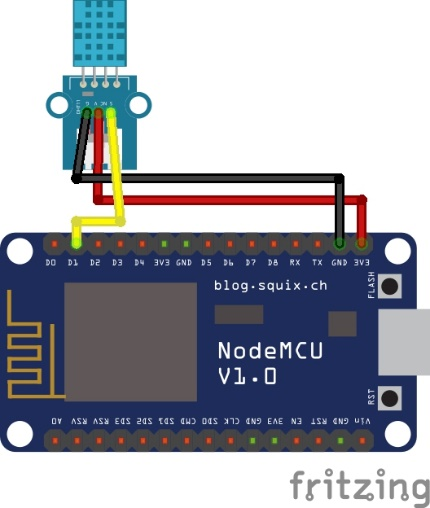 DHT11 G V NC S
D0 D1 D2 D3 D4 3V3 GND D5 D6 D7 D8 RX TX GND 3V3
FLASH
blog.squix.ch
NodeMCU
V1.0
RST
A0 RSV RSV SD3 SD2 SD1 CMD SD0 CLK GND 3V3 EN RST GND Vin
fritzing